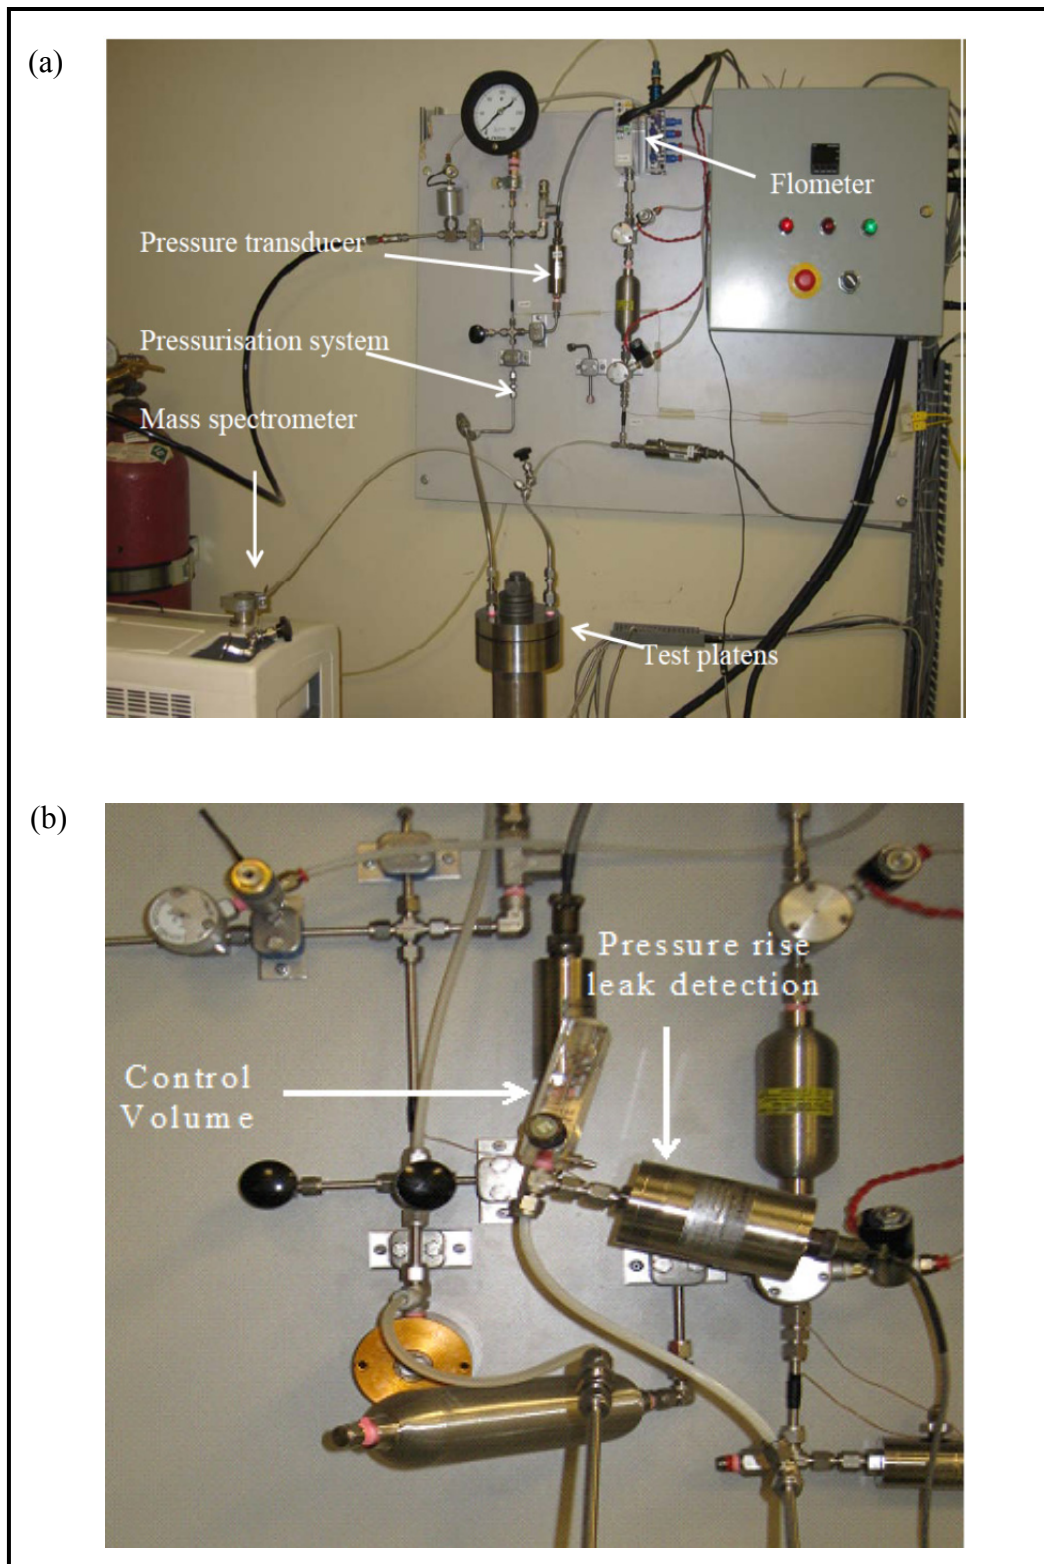 (a)
Flometer
Pressure transducer
Pressurisation system
Mass spectrometer
Test platens
(b)
Pressure rise
leak detection
Control
Volume